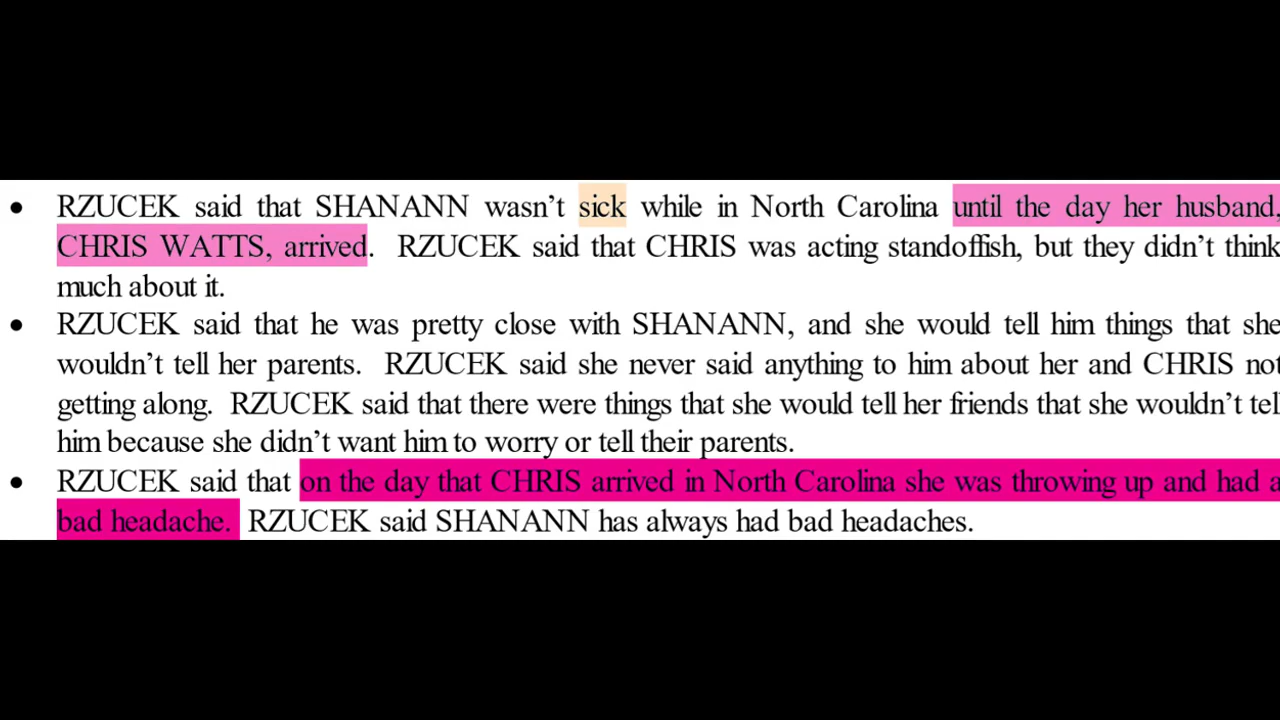 • RZUCEK said that SHANANN wasn't sick while in North Carolina until the day her husband,
CHRIS WATTS, arrived. RZUCEK said that CHRIS was acting standoffish, but they didn't think
much about it.
• RZUCEK said that he was pretty close with SHANANN, and she would tell him things that she
wouldn't tell her parents. RZUCEK said she never said anything to him about her and CHRIS not
getting along. RZUCEK said that there were things that she would tell her friends that she wouldn't tell
him because she didn't want him to worry or tell their parents.
• RZUCEK said that on the day that CHRIS arrived in North Carolina she was throwing up and had a
bad headache. RZUCEK said SHANANN has always had bad headaches.